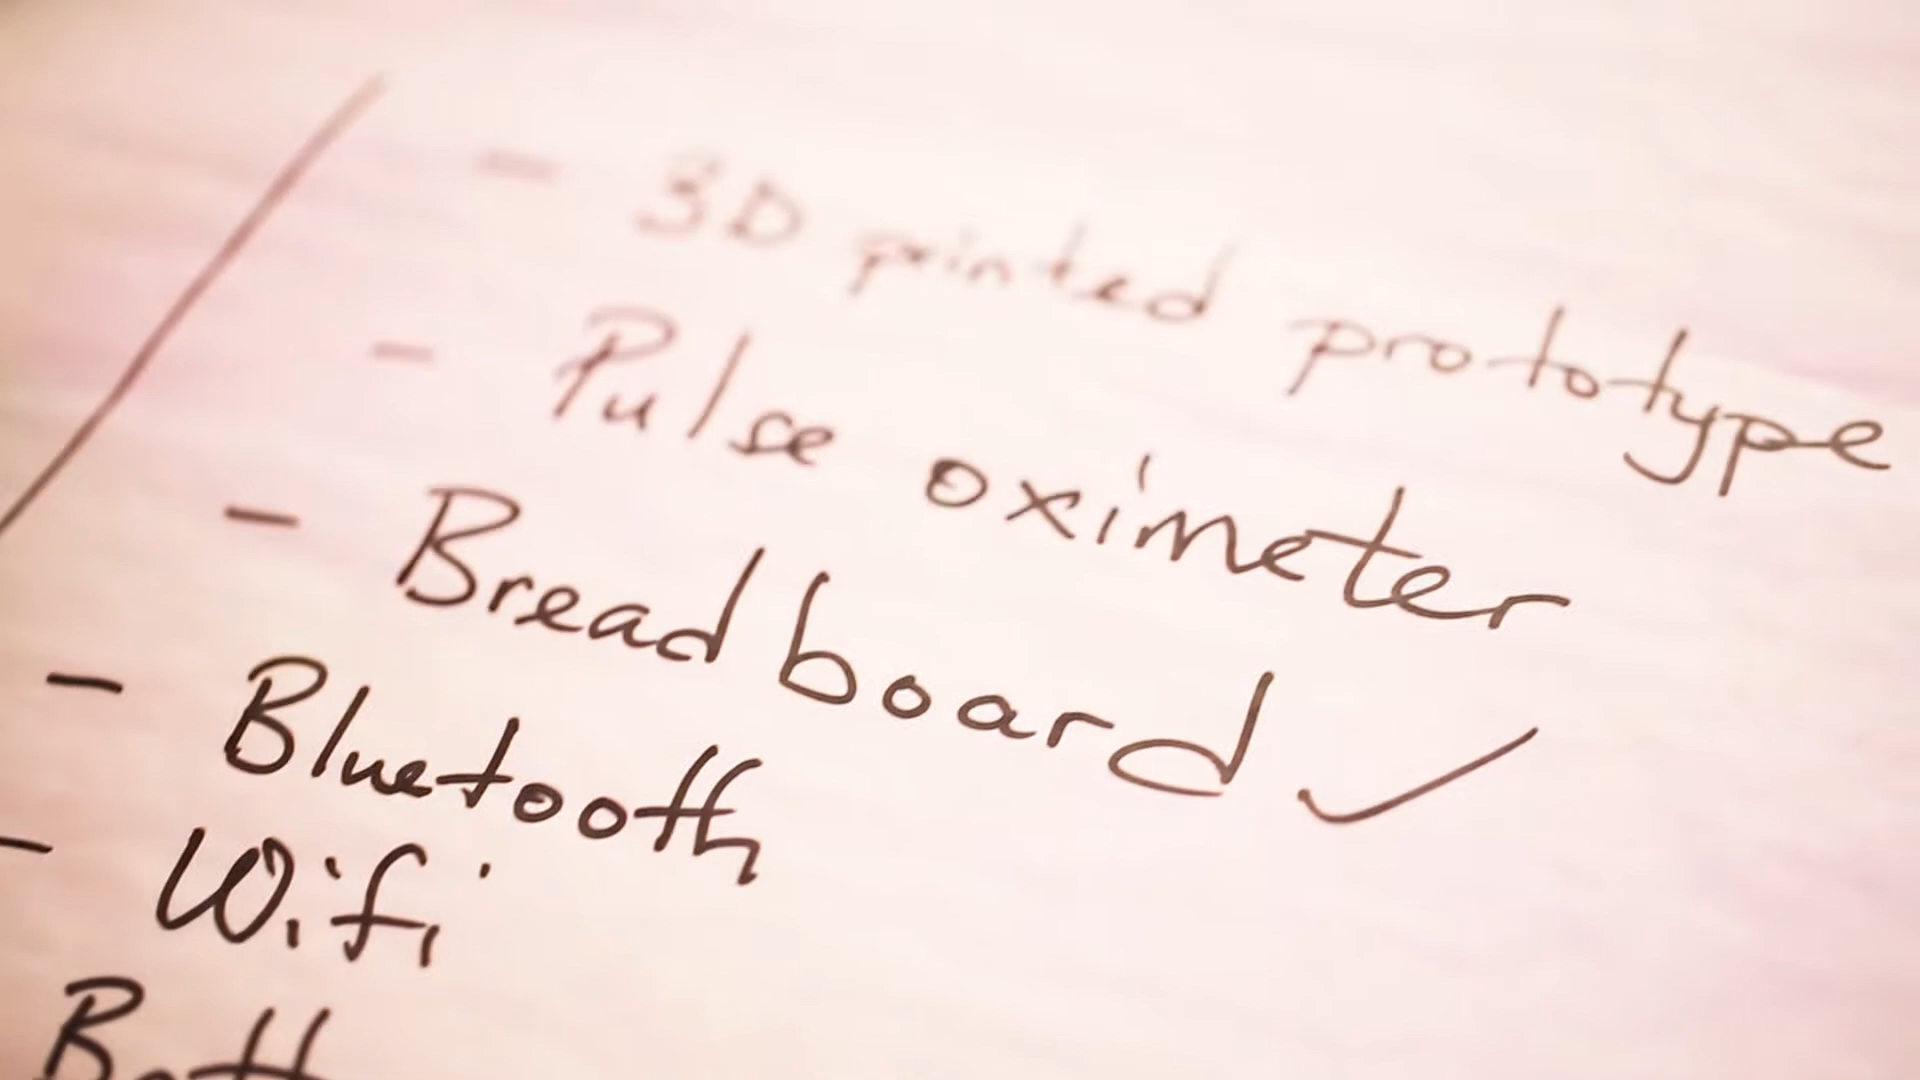 - 3D printed prototype
- Pulse oximeter
- Breadboard ✓
- Bluetooth
- Wifi